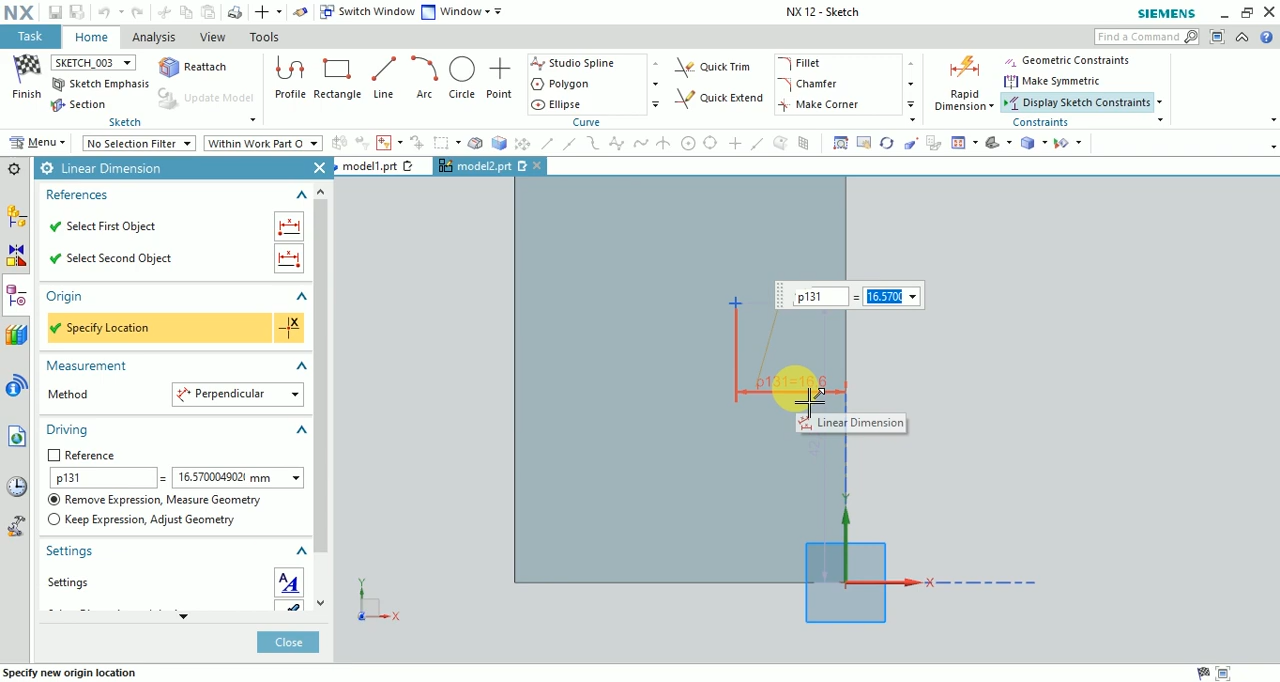 NX
Switch Window
Window
NX 12 - Sketch
SIEMENS
Task
Home
Analysis
View
Tools
Find a Command
Finish
SKETCH_003
Sketch Emphasis
Section
Reattach
Update Model
Sketch
Profile
Rectangle
Line
Arc
Circle
Point
Studio Spline
Polygon
Ellipse
Quick Trim
Quick Extend
Fillet
Chamfer
Make Corner
Curve
Rapid
Dimension
Geometric Constraints
Make Symmetric
Display Sketch Constraints
Constraints
Menu
No Selection Filter
Within Work Part O
Linear Dimension
model1.prt
model2.prt
References
Select First Object
Select Second Object
Origin
Specify Location
Measurement
Method
Perpendicular
Driving
Reference
p131
=
16.570004902( mm
Remove Expression, Measure Geometry
Keep Expression, Adjust Geometry
Settings
Settings
Close
p131
=
16.570(
p131=16.6
Linear Dimension
Y
X
Y
X
Specify new origin location